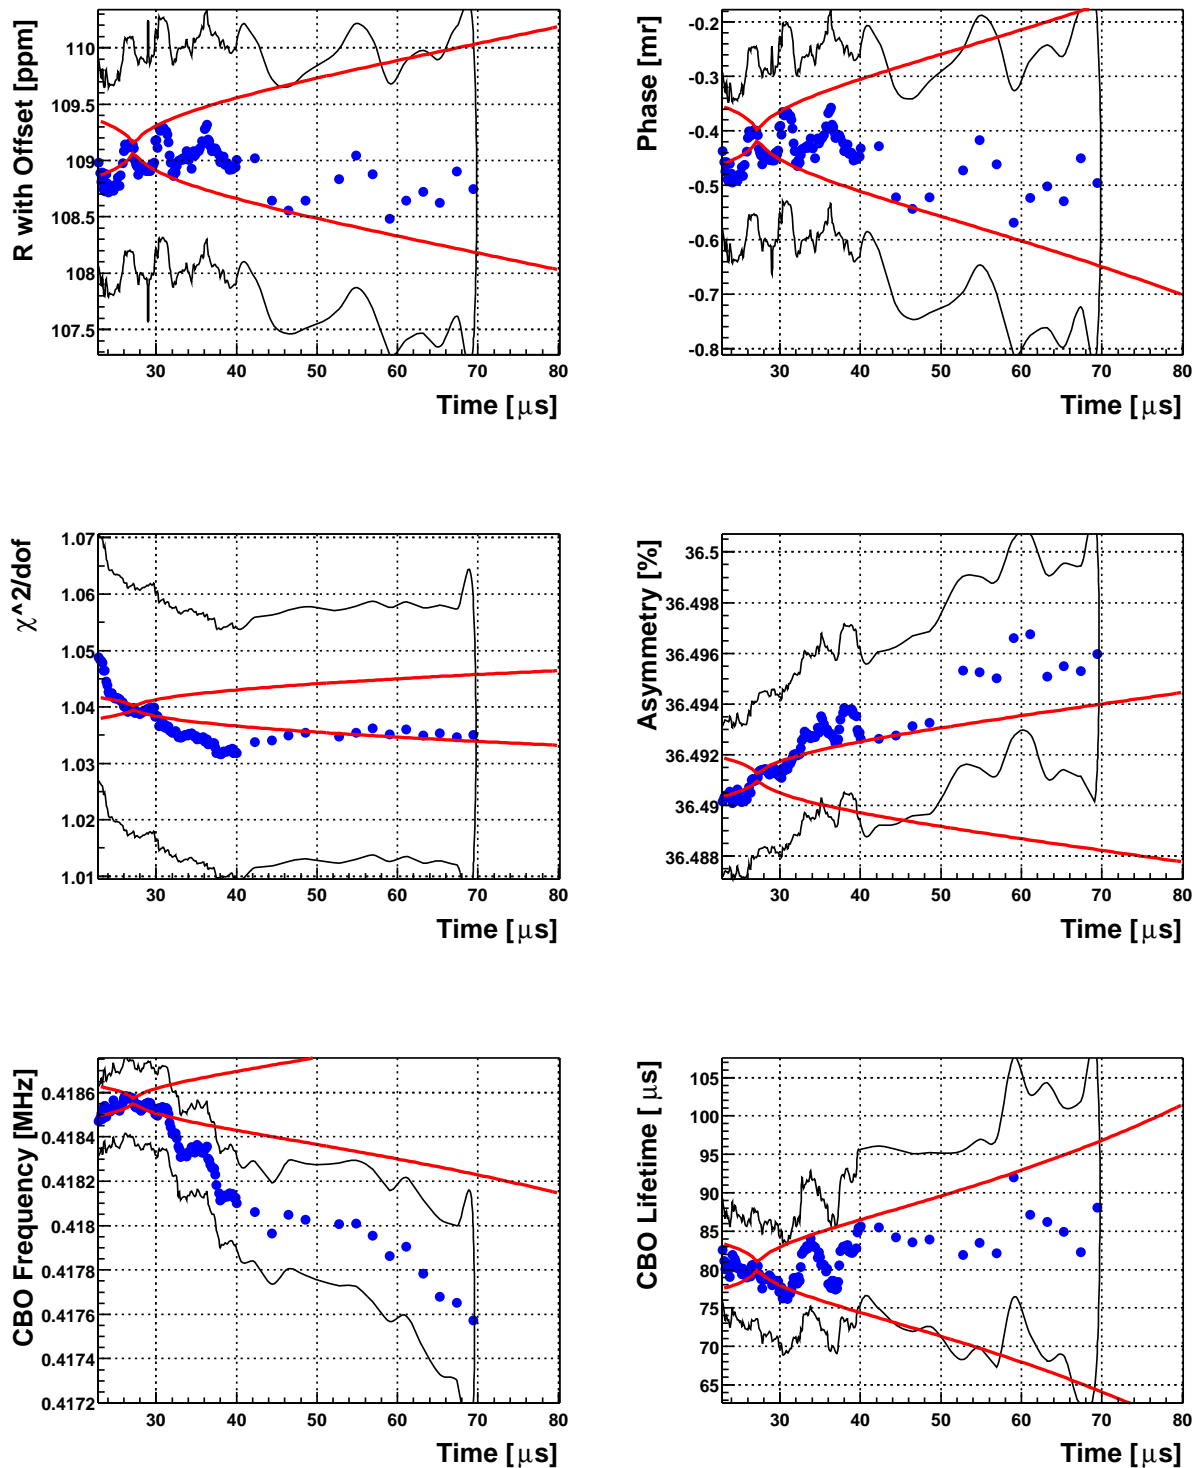 R with Offset [ppm]
110
109.5
109
108.5
108
107.5
30 40 50 60 70 80
Time [μs]
Phase [mr]
-0.2
-0.3
-0.4
-0.5
-0.6
-0.7
-0.8
30 40 50 60 70 80
Time [μs]
χ^2/dof
1.07
1.06
1.05
1.04
1.03
1.02
1.01
30 40 50 60 70 80
Time [μs]
Asymmetry [%]
36.5
36.498
36.496
36.494
36.492
36.49
36.488
30 40 50 60 70 80
Time [μs]
CBO Frequency [MHz]
0.4186
0.4184
0.4182
0.418
0.4178
0.4176
0.4174
0.4172
30 40 50 60 70 80
Time [μs]
CBO Lifetime [μs]
105
100
95
90
85
80
75
70
65
30 40 50 60 70 80
Time [μs]